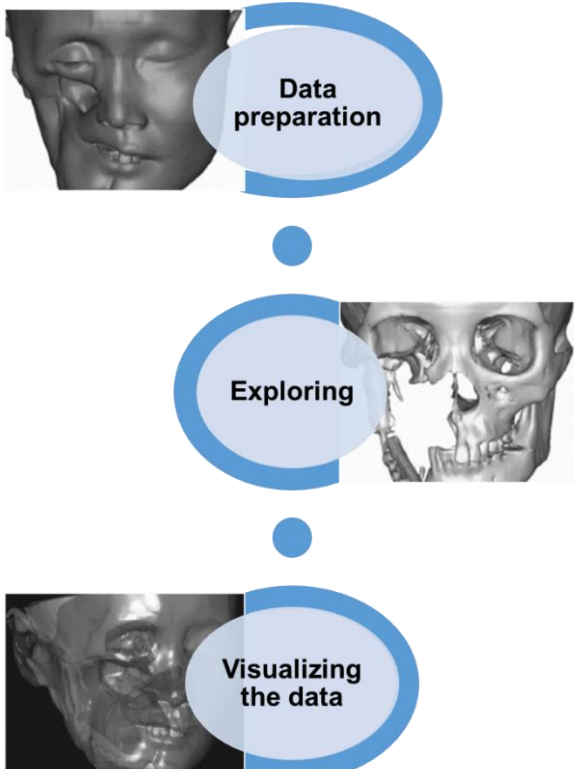 Data
preparation
Exploring
Visualizing
the data